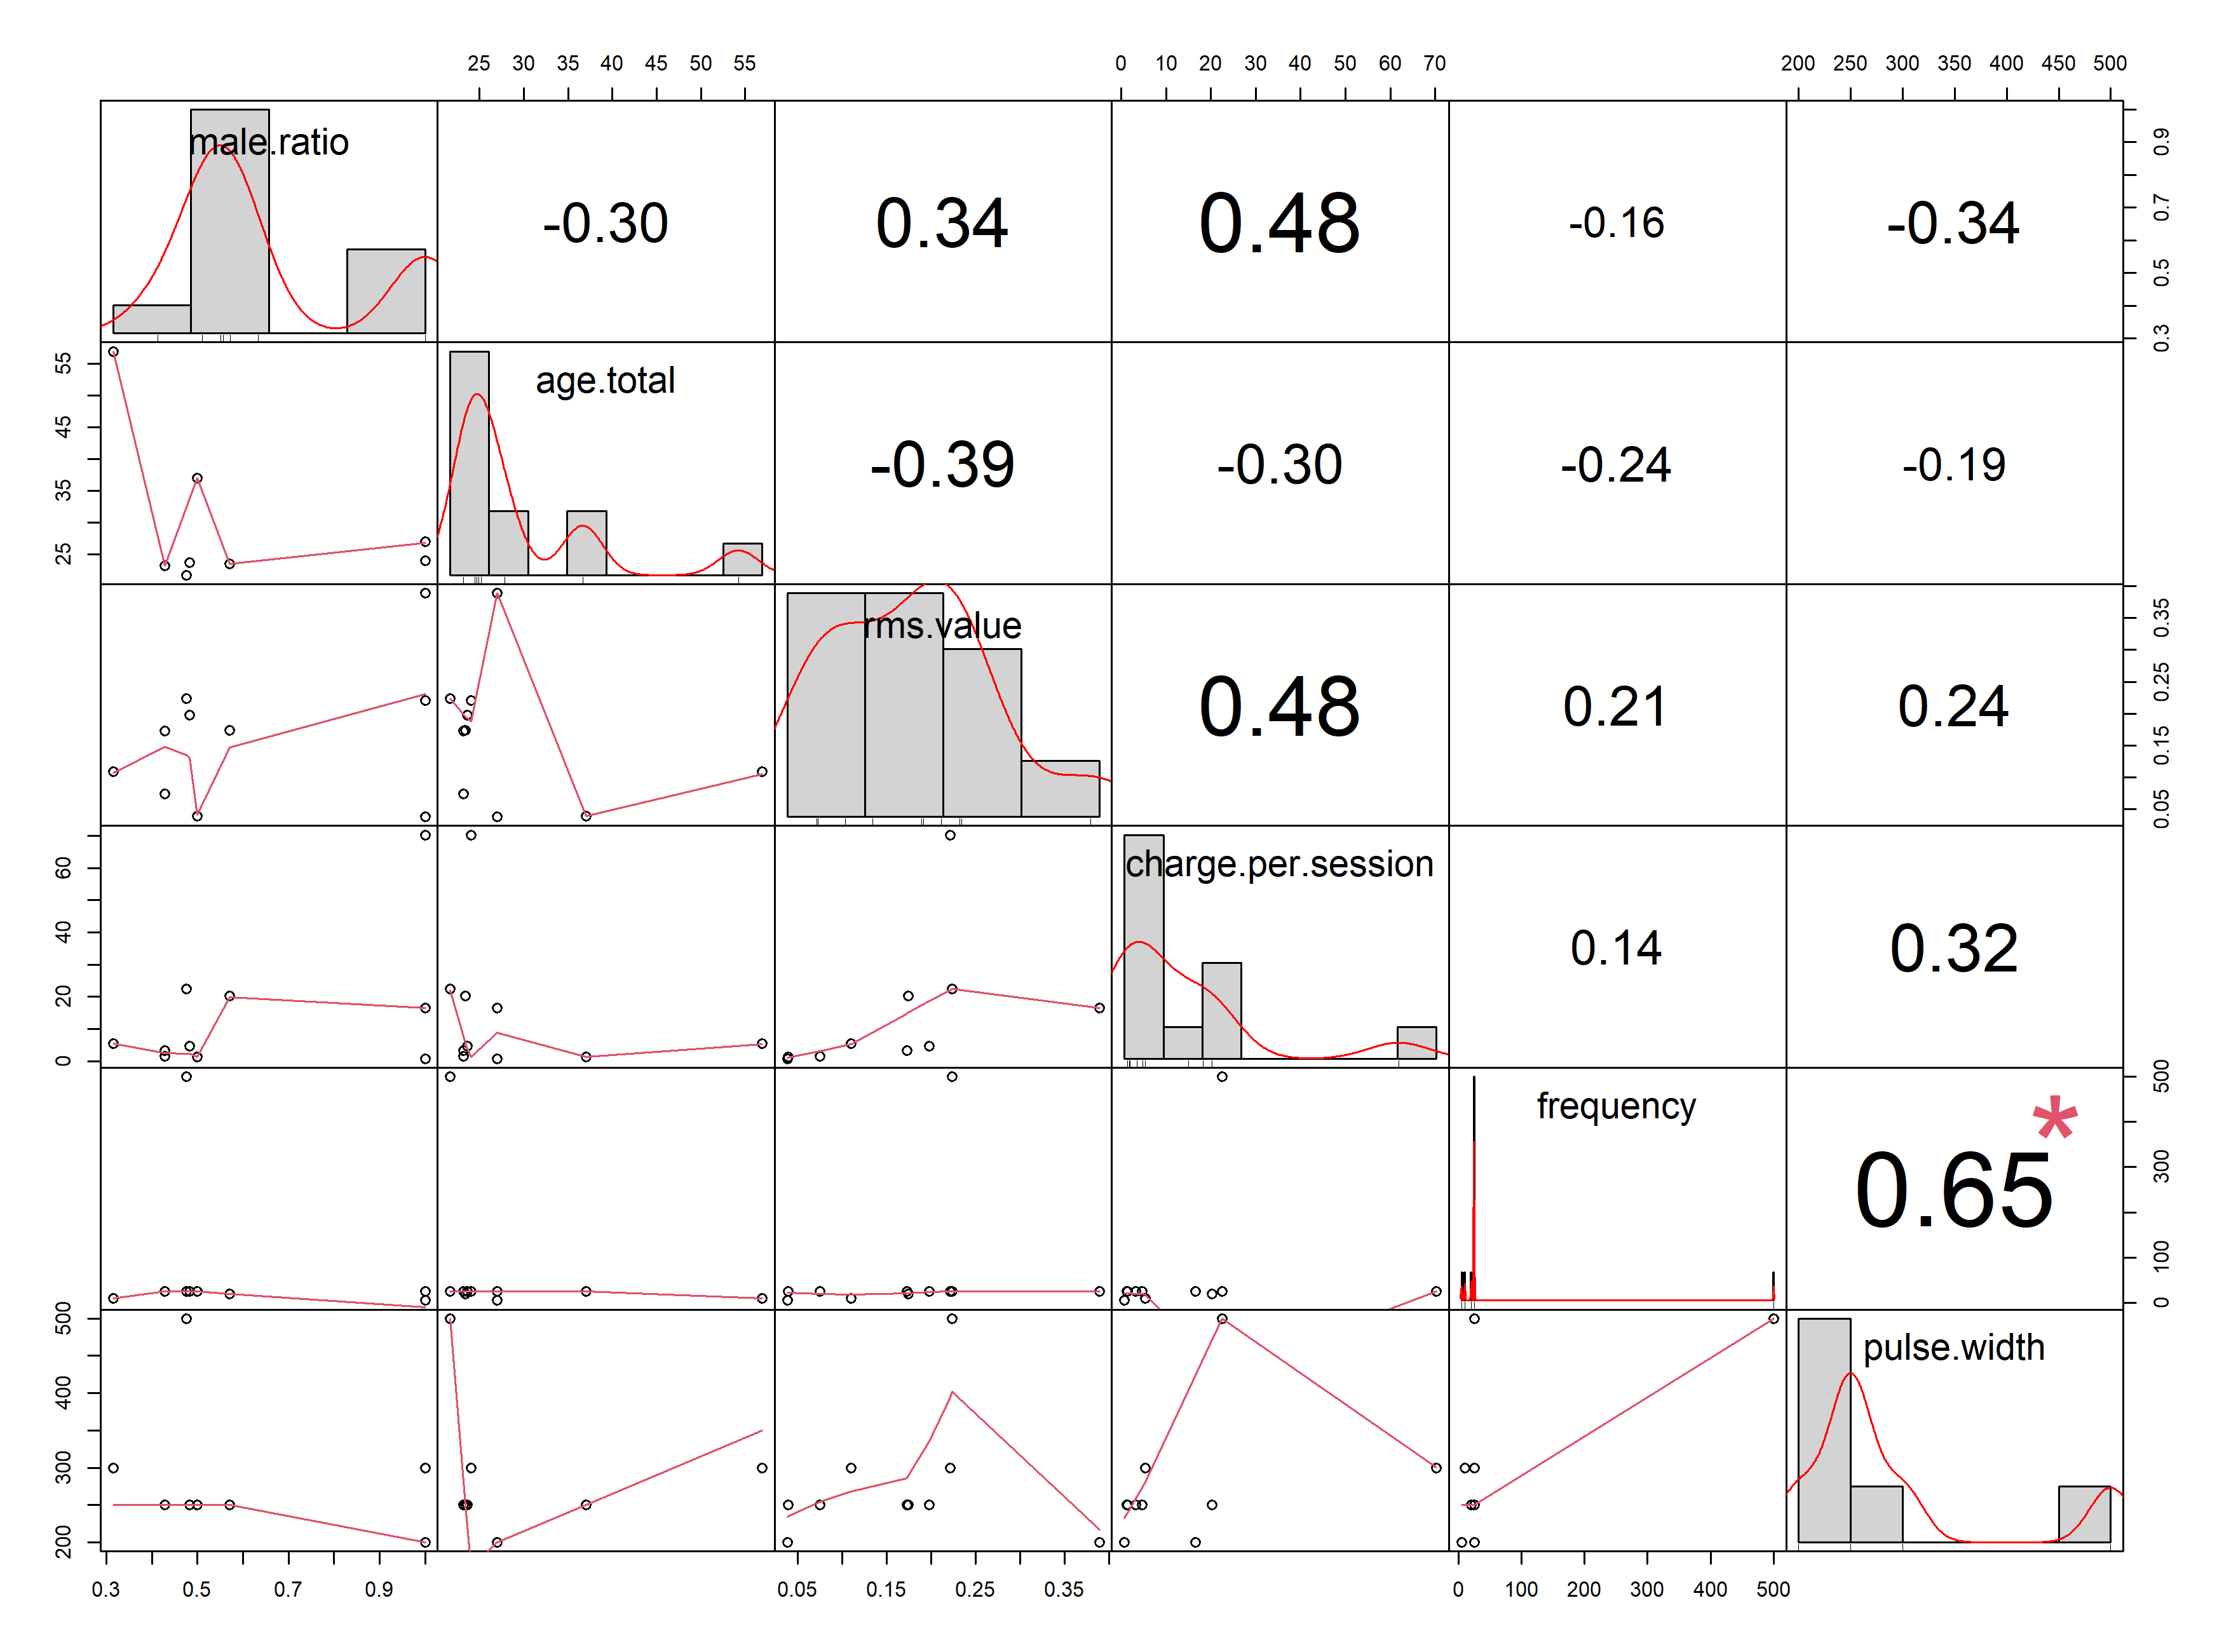 25 30 35 40 45 50 55 0 10 20 30 40 50 60 70 200 250 300 350 400 450 500
male.ratio -0.30 0.34 0.48 -0.16 -0.34
0.3 0.5 0.7 0.9
25 35 45 55
age.total -0.39 -0.30 -0.24 -0.19
rms.value 0.48 0.21 0.24
0.05 0.15 0.25 0.35
0 20 40 60
charge.per.session 0.14 0.32
frequency 0.65*
0 100 300 500
200 300 400 500
pulse.width
0.3 0.5 0.7 0.9 0.05 0.15 0.25 0.35 0 100 200 300 400 500